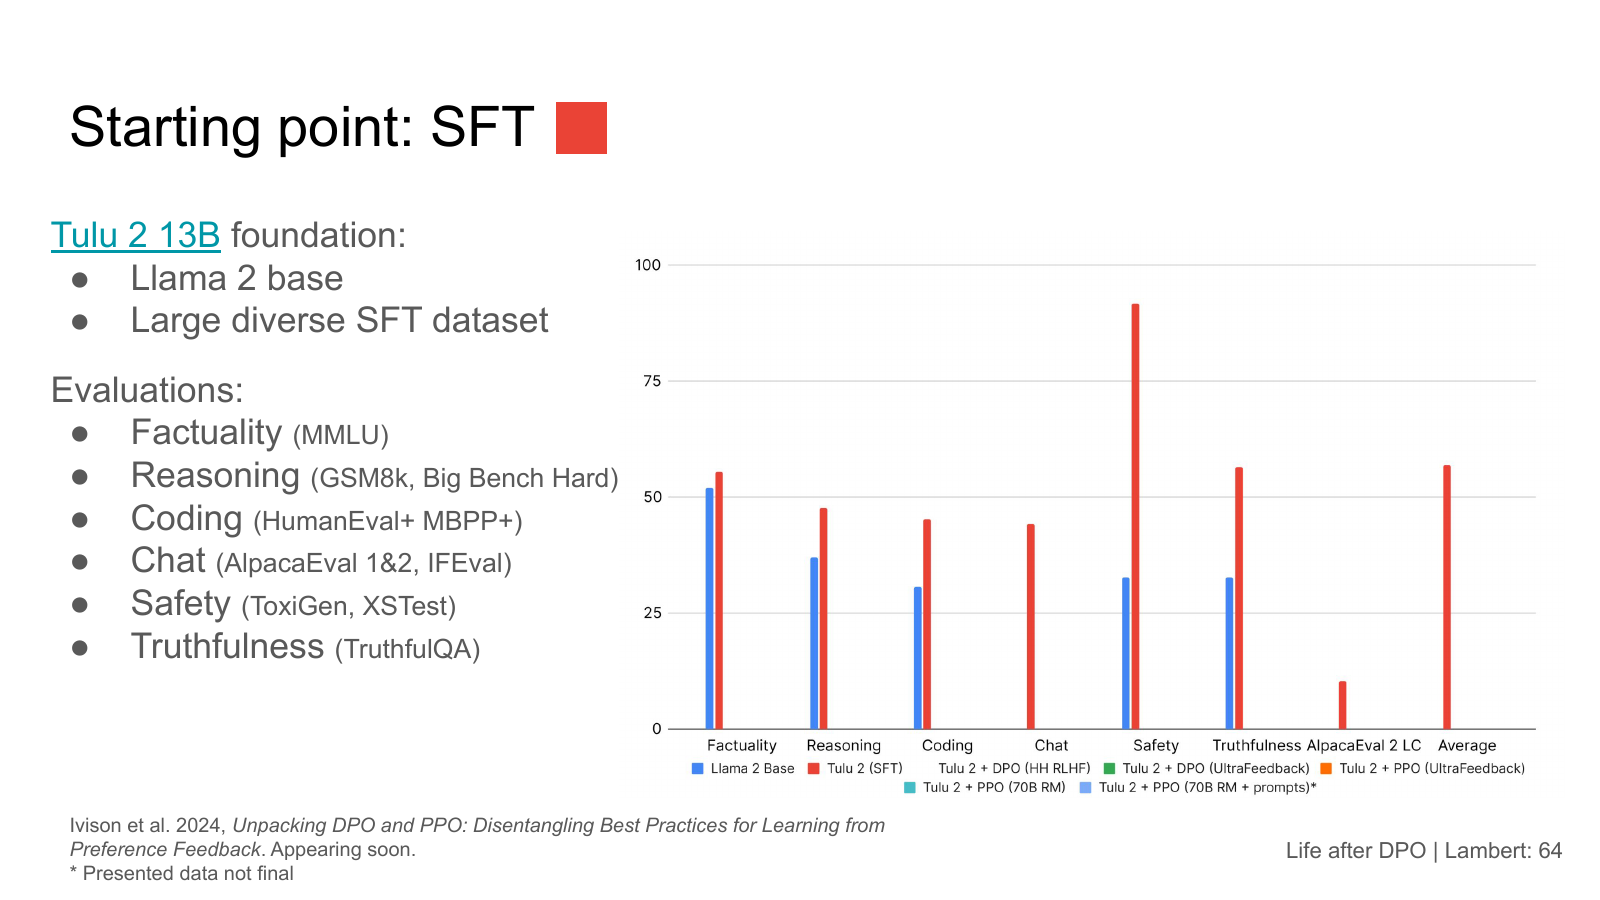 Starting point: SFT
Tulu 2 13B foundation:
● Llama 2 base
● Large diverse SFT dataset
Evaluations:
● Factuality (MMLU)
● Reasoning (GSM8k, Big Bench Hard)
● Coding (HumanEval+ MBPP+)
● Chat (AlpacaEval 1&2, IFEval)
● Safety (ToxiGen, XSTest)
● Truthfulness (TruthfulQA)
100
75
50
25
0
Factuality Reasoning Coding Chat Safety Truthfulness AlpacaEval 2 LC Average
Llama 2 Base Tulu 2 (SFT) Tulu 2 + DPO (HH RLHF) Tulu 2 + DPO (UltraFeedback) Tulu 2 + PPO (UltraFeedback)
Tulu 2 + PPO (70B RM) Tulu 2 + PPO (70B RM + prompts)*
Ivison et al. 2024, Unpacking DPO and PPO: Disentangling Best Practices for Learning from
Preference Feedback. Appearing soon.
* Presented data not final
Life after DPO | Lambert: 64